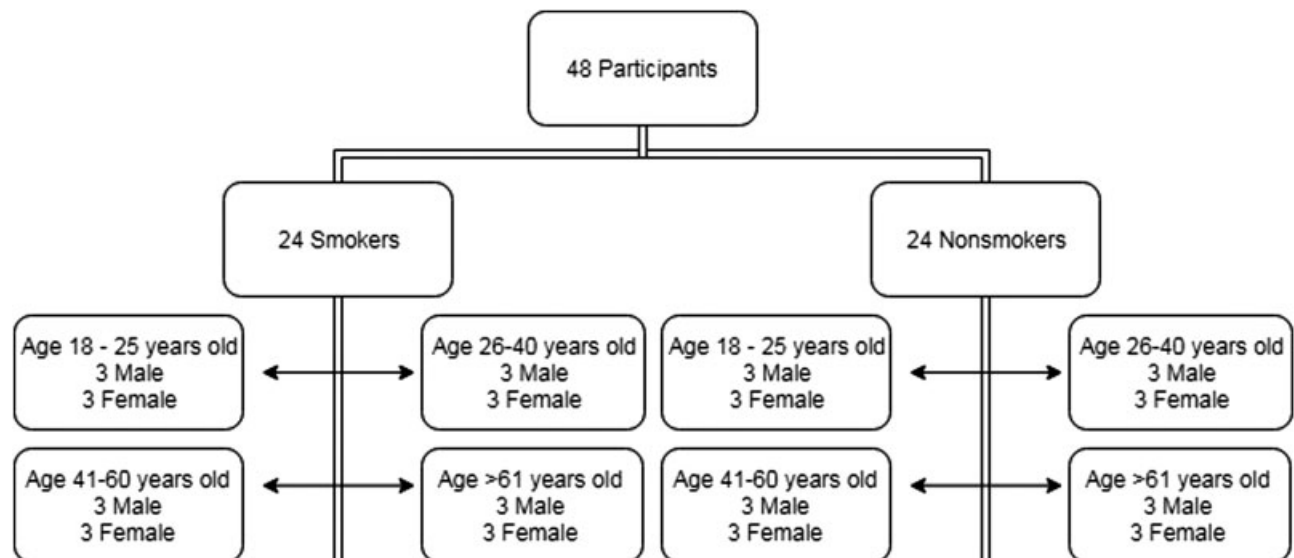 48 Participants
24 Smokers
24 Nonsmokers
Age 18 - 25 years old
3 Male
3 Female
Age 26-40 years old
3 Male
3 Female
Age 18 - 25 years old
3 Male
3 Female
Age 26-40 years old
3 Male
3 Female
Age 41-60 years old
3 Male
3 Female
Age >61 years old
3 Male
3 Female
Age 41-60 years old
3 Male
3 Female
Age >61 years old
3 Male
3 Female